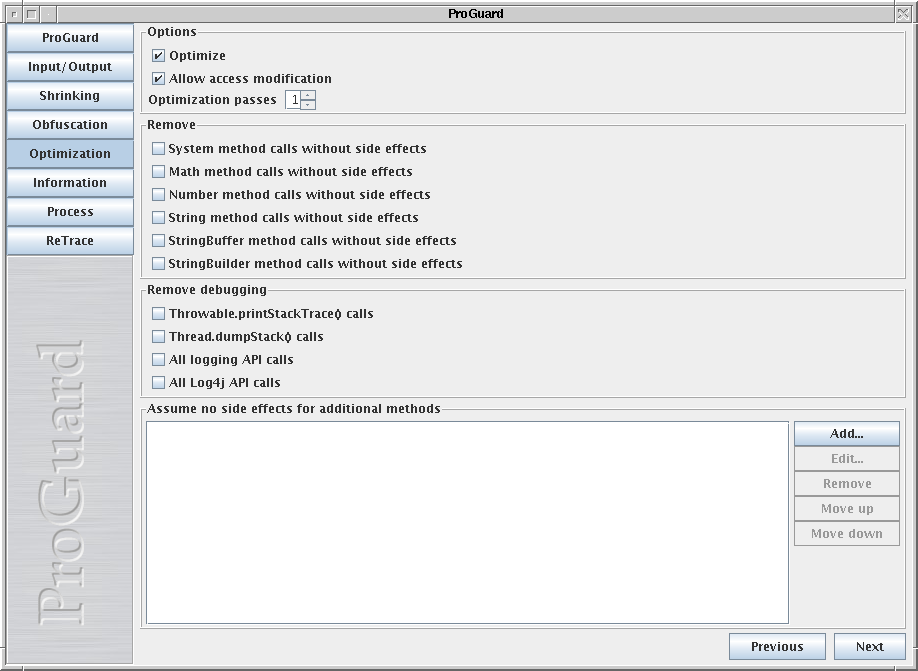 ProGuard
ProGuard
Input/Output
Shrinking
Obfuscation
Optimization
Information
Process
ReTrace
ProGuard
Options
Optimize
Allow access modification
Optimization passes 1
Remove
System method calls without side effects
Math method calls without side effects
Number method calls without side effects
String method calls without side effects
StringBuffer method calls without side effects
StringBuilder method calls without side effects
Remove debugging
Throwable.printStackTrace() calls
Thread.dumpStack() calls
All logging API calls
All Log4j API calls
Assume no side effects for additional methods
Add...
Edit...
Remove
Move up
Move down
Previous
Next